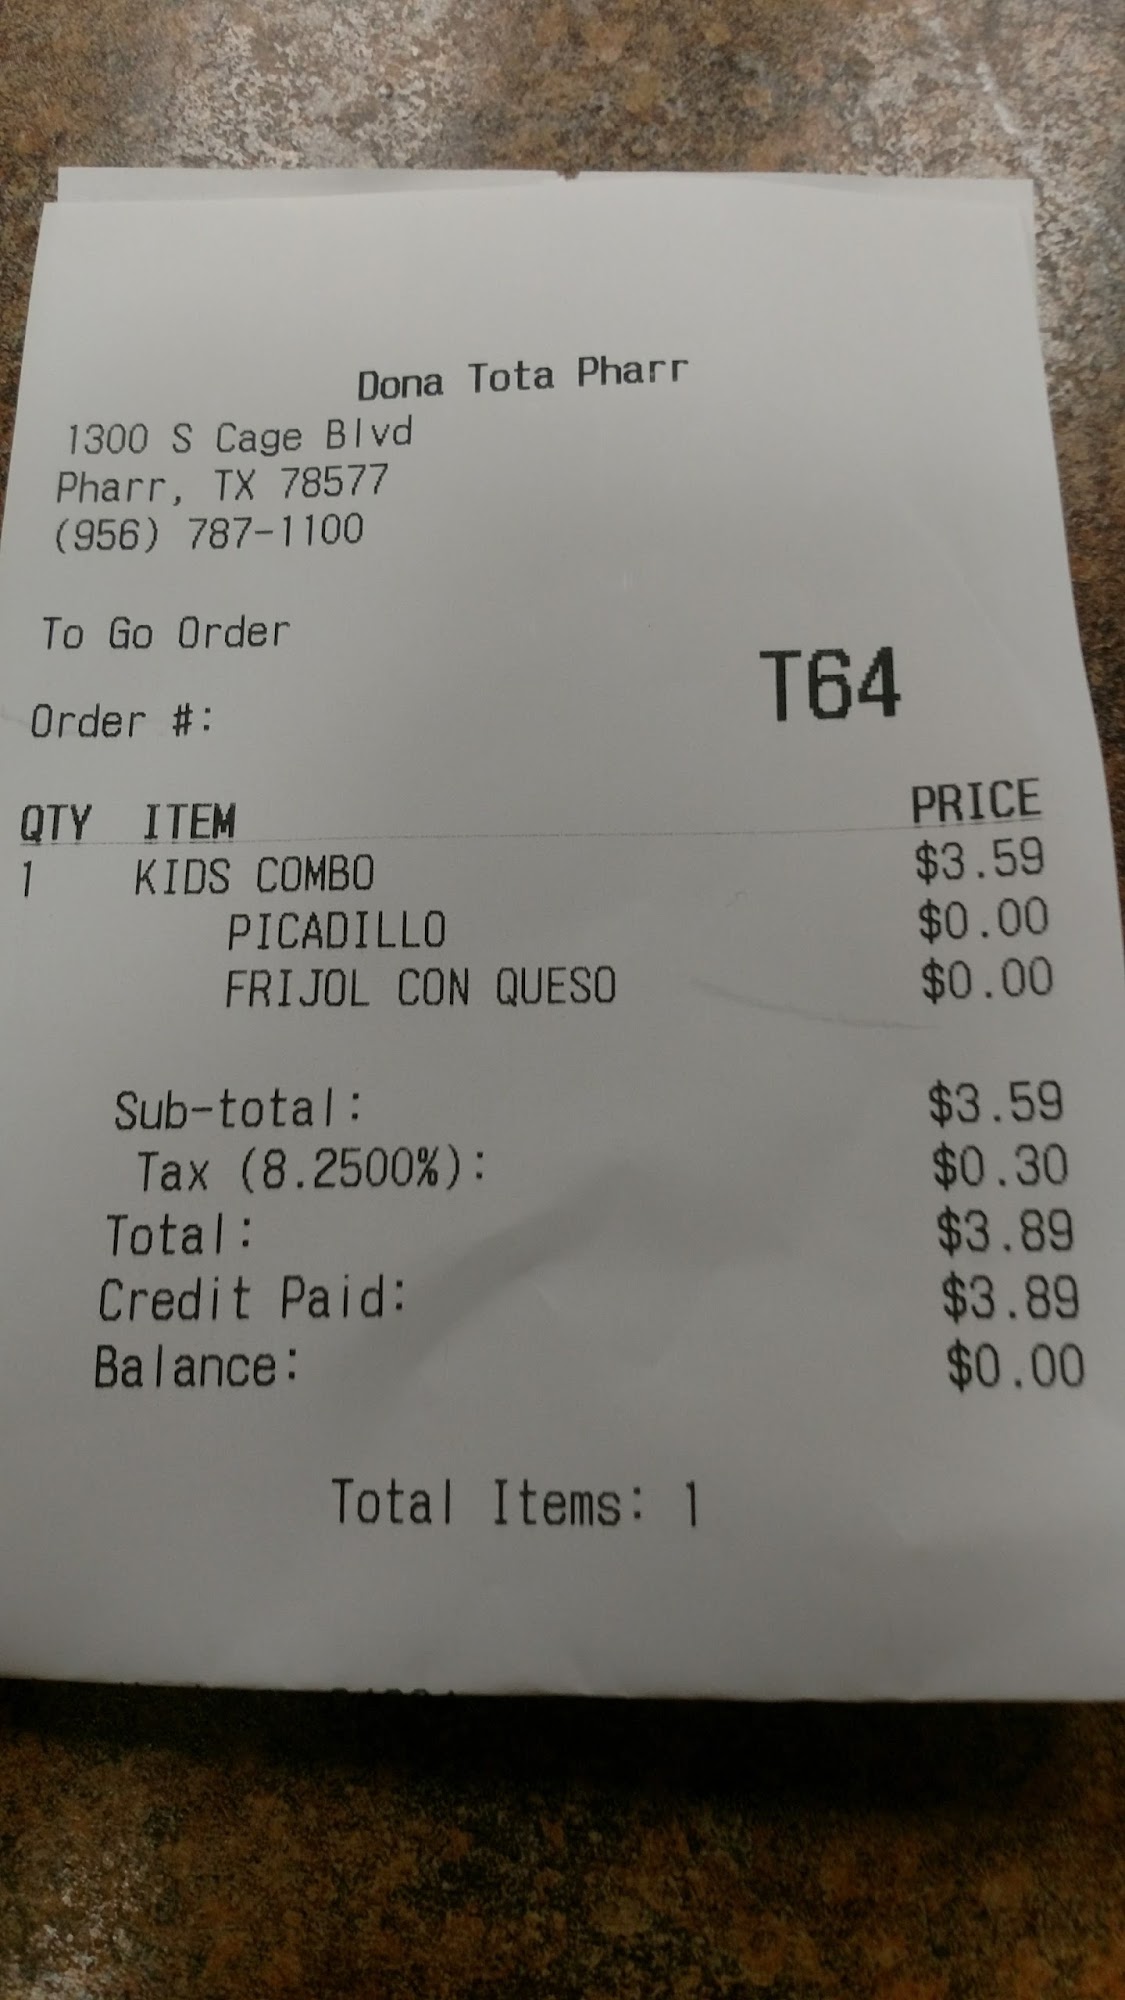 Dona Tota Pharr
1300 S Cage Blvd
Pharr, TX 78577
(956) 787-1100
To Go Order
Order #: T64
QTY ITEM PRICE
1 KIDS COMBO $3.59
PICADILLO $0.00
FRIJOL CON QUESO $0.00
Sub-total: $3.59
Tax (8.2500%): $0.30
Total: $3.89
Credit Paid: $3.89
Balance: $0.00
Total Items: 1